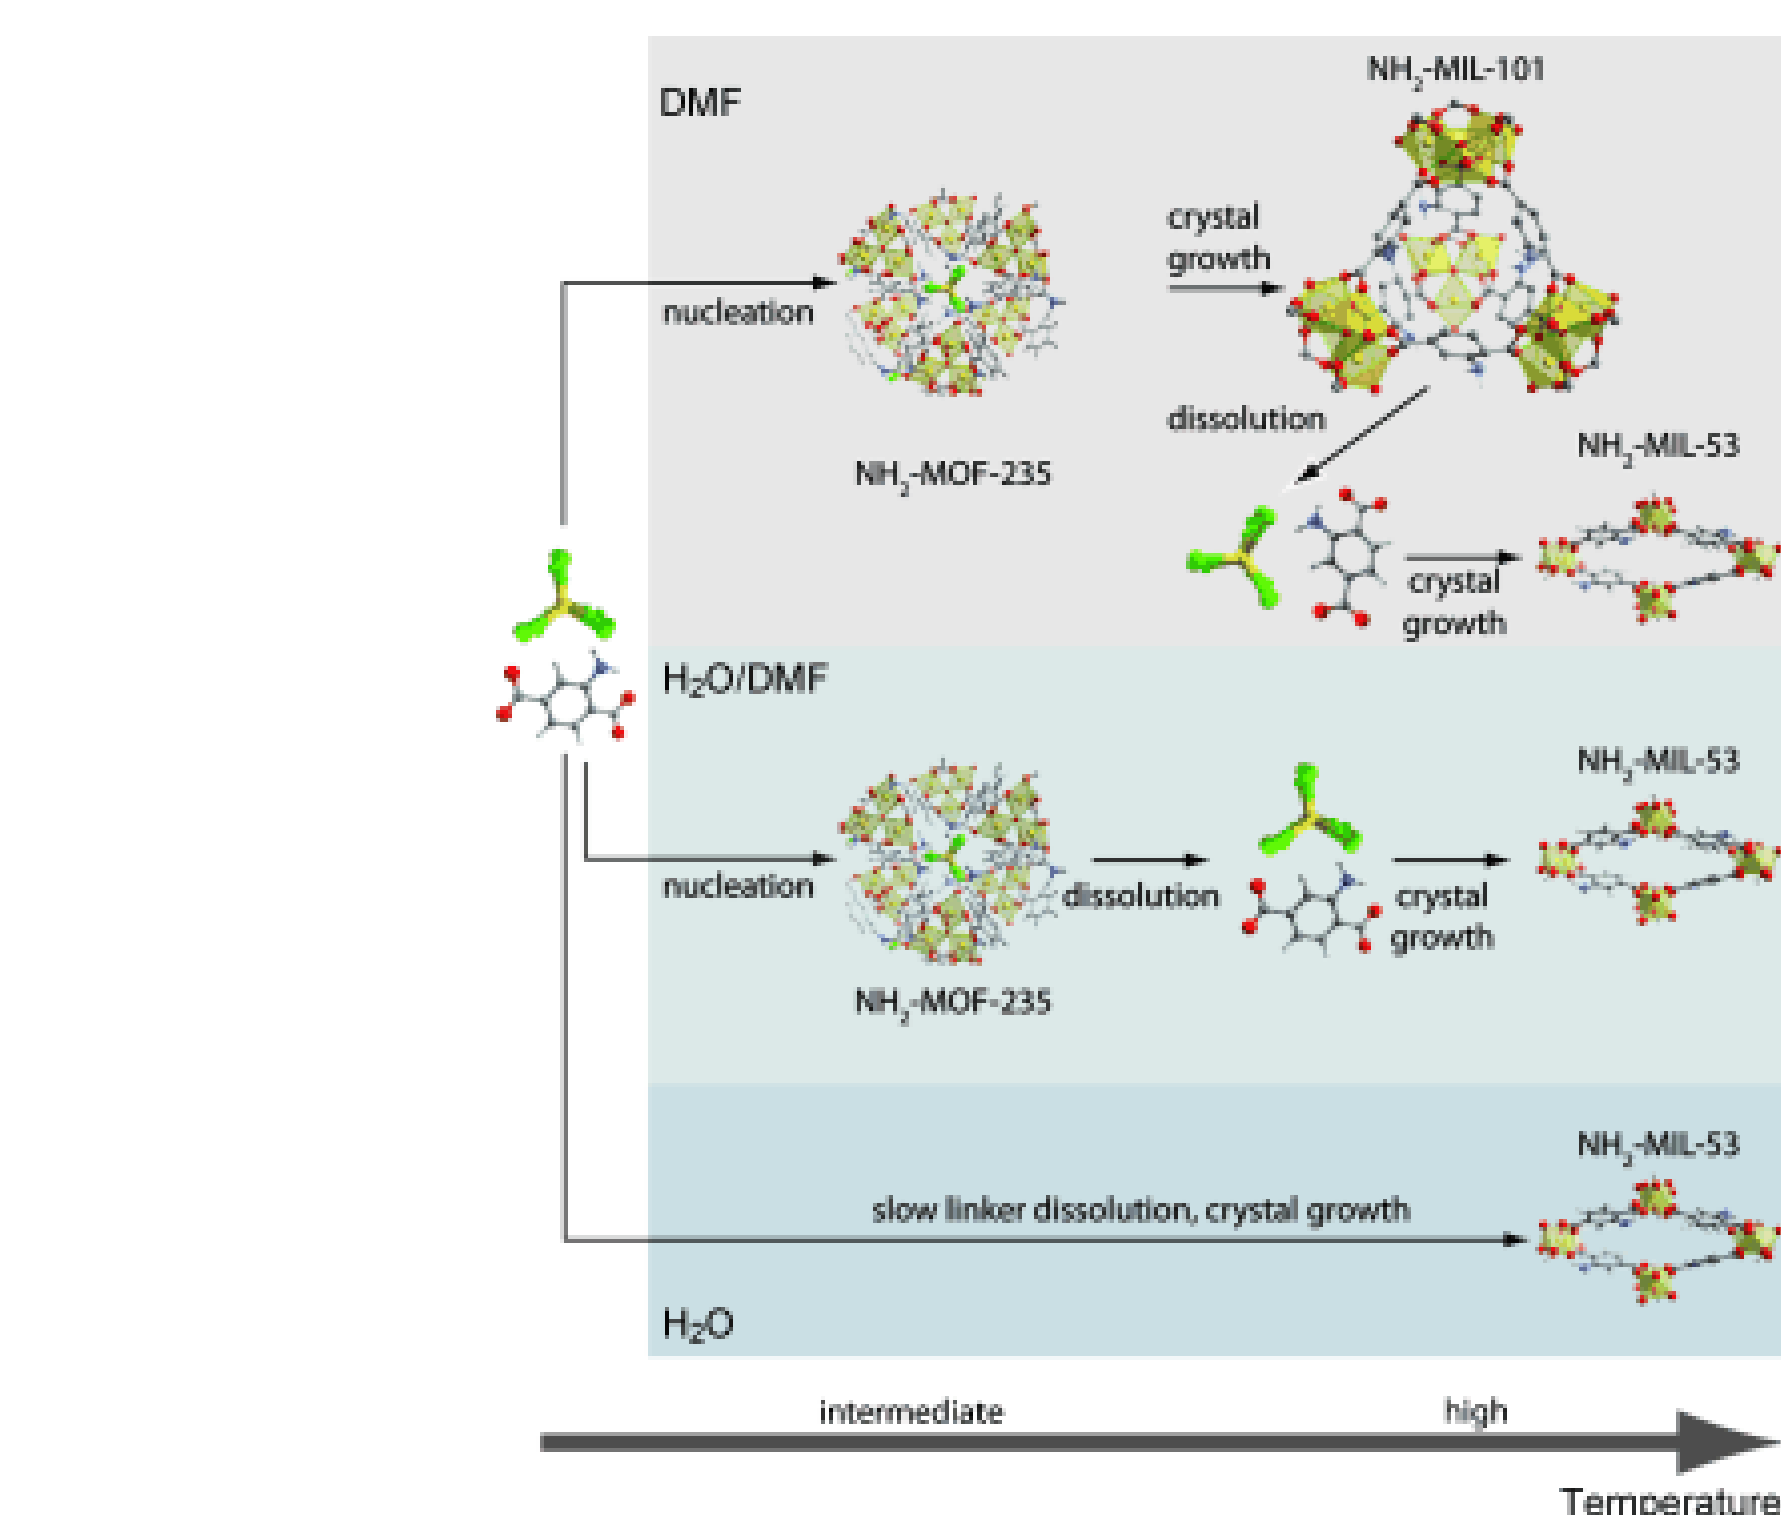 NH₂-MIL-101
DMF
crystal
growth
nucleation
dissolution
NH₂-MIL-53
NH₂-MOF-235
crystal
growth
H₂O/DMF
NH₂-MIL-53
nucleation
dissolution
crystal
growth
NH₂-MOF-235
NH₂-MIL-53
slow linker dissolution, crystal growth
H₂O
intermediate
high
Temperature